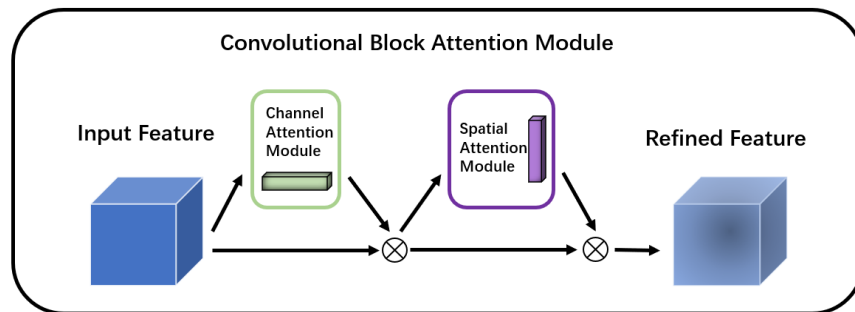 Convolutional Block Attention Module
Input Feature
Channel
Attention
Module
Spatial
Attention
Module
Refined Feature